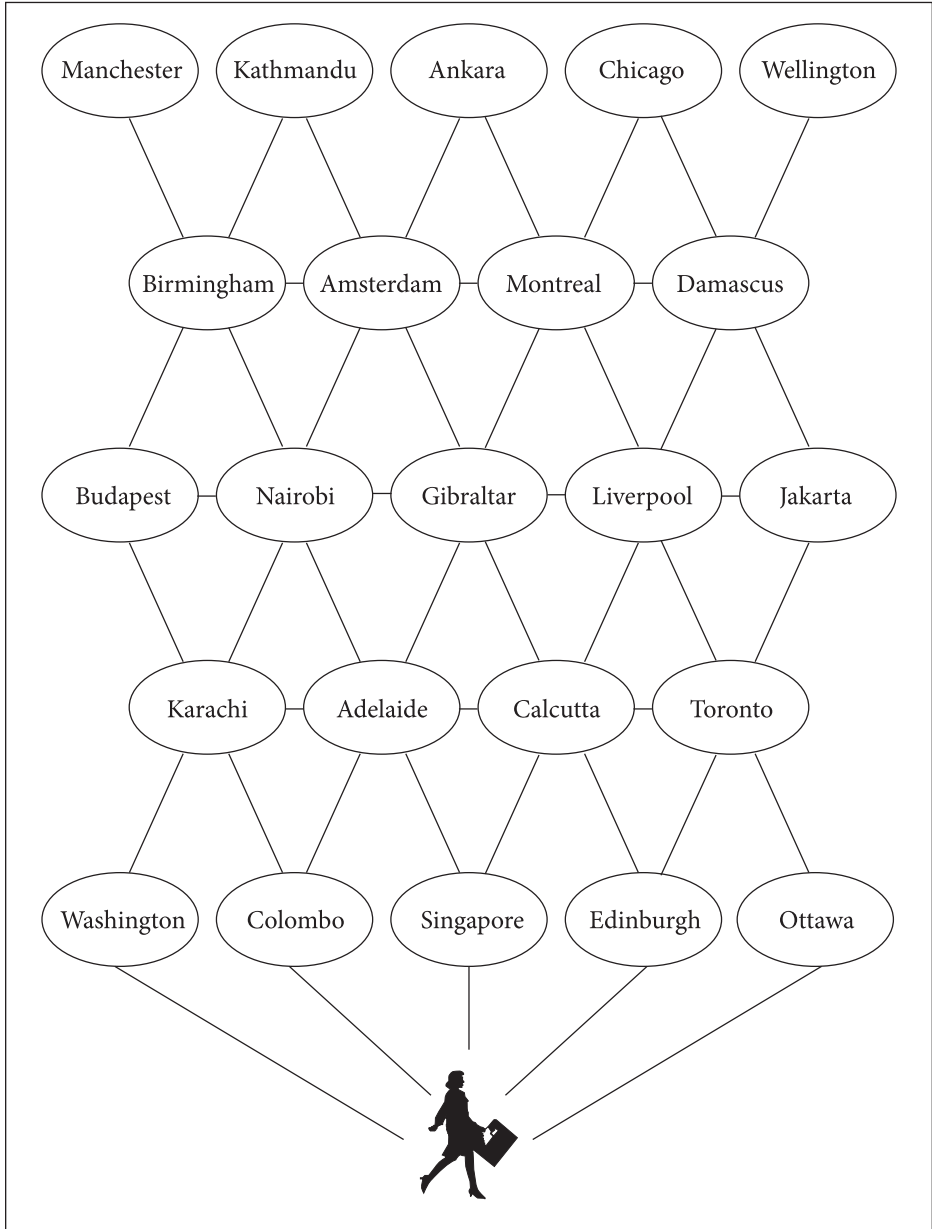 Manchester Kathmandu Ankara Chicago Wellington
Birmingham Amsterdam Montreal Damascus
Budapest Nairobi Gibraltar Liverpool Jakarta
Karachi Adelaide Calcutta Toronto
Washington Colombo Singapore Edinburgh Ottawa